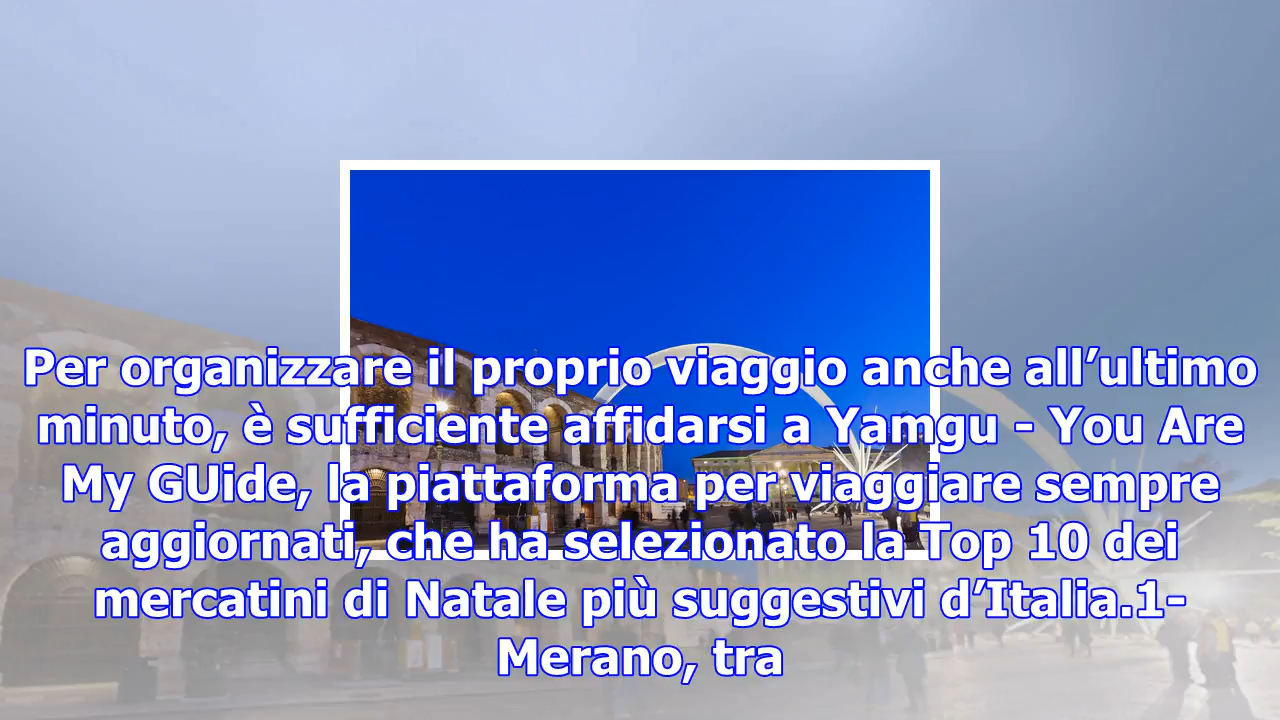 Per organizzare il proprio viaggio anche all’ultimo
minuto, è sufficiente affidarsi a Yamgu - You Are
My GUide, la piattaforma per viaggiare sempre
aggiornati, che ha selezionato la Top 10 dei
mercatini di Natale più suggestivi d’Italia.1-
Merano, tra